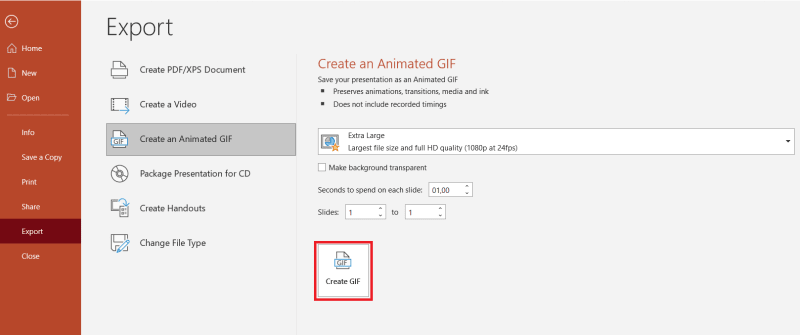 Export
Home
New
Open
Info
Save a Copy
Print
Share
Export
Close
Create PDF/XPS Document
Create a Video
GIF
Create an Animated GIF
Package Presentation for CD
Create Handouts
Change File Type
Create an Animated GIF
Save your presentation as an Animated GIF
Preserves animations, transitions, media and ink
Does not include recorded timings
Extra Large
Largest file size and full HD quality (1080p at 24fps)
Make background transparent
Seconds to spend on each slide: 01,00
Slides: 1 to 1
GIF
Create GIF